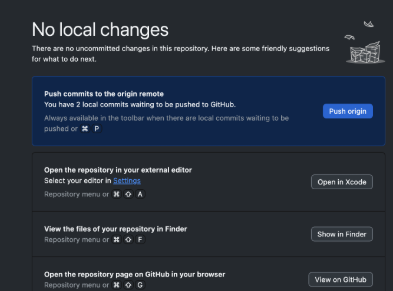 No local changes
There are no uncommitted changes in this repository. Here are some friendly suggestions
for what to do next.
Push commits to the origin remote
You have 2 local commits waiting to be pushed to GitHub.
Push origin
Always available in the toolbar when there are local commits waiting to be
pushed or ⌘ P
Open the repository in your external editor
Select your editor in Settings
Open in Xcode
Repository menu or ⌘ ⇧ A
View the files of your repository in Finder
Show in Finder
Repository menu or ⌘ ⇧ F
Open the repository page on GitHub in your browser
View on GitHub
Repository menu or ⌘ ⇧ G